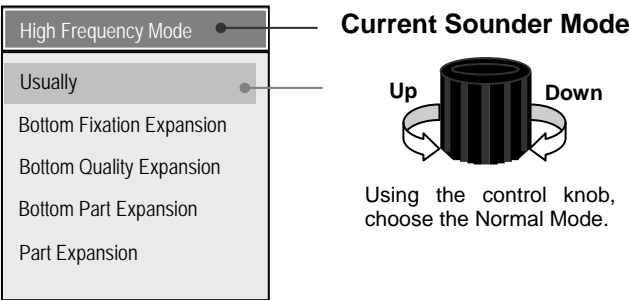 High Frequency Mode
Usually
Bottom Fixation Expansion
Bottom Quality Expansion
Bottom Part Expansion
Part Expansion
Current Sounder Mode
Up
Down
Using the control knob,
choose the Normal Mode.